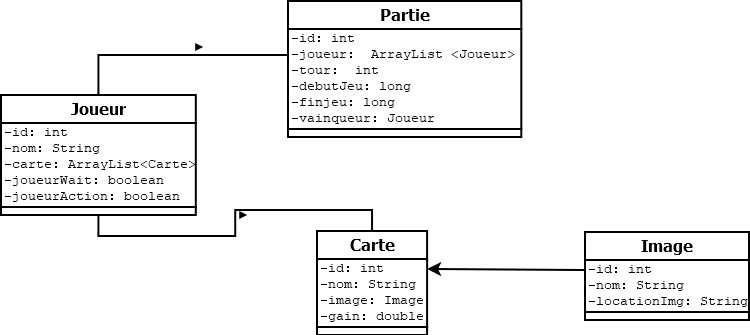 Partie
-id: int
-joueur:  ArrayList <Joueur>
-tour:  int
-debutJeu: long
-finjeu: long
-vainqueur: Joueur
Joueur
-id: int
-nom: String
-carte: ArrayList<Carte>
-joueurWait: boolean
-joueurAction: boolean
Carte
-id: int
-nom: String
-image: Image
-gain: double
Image
-id: int
-nom: String
-locationImg: String